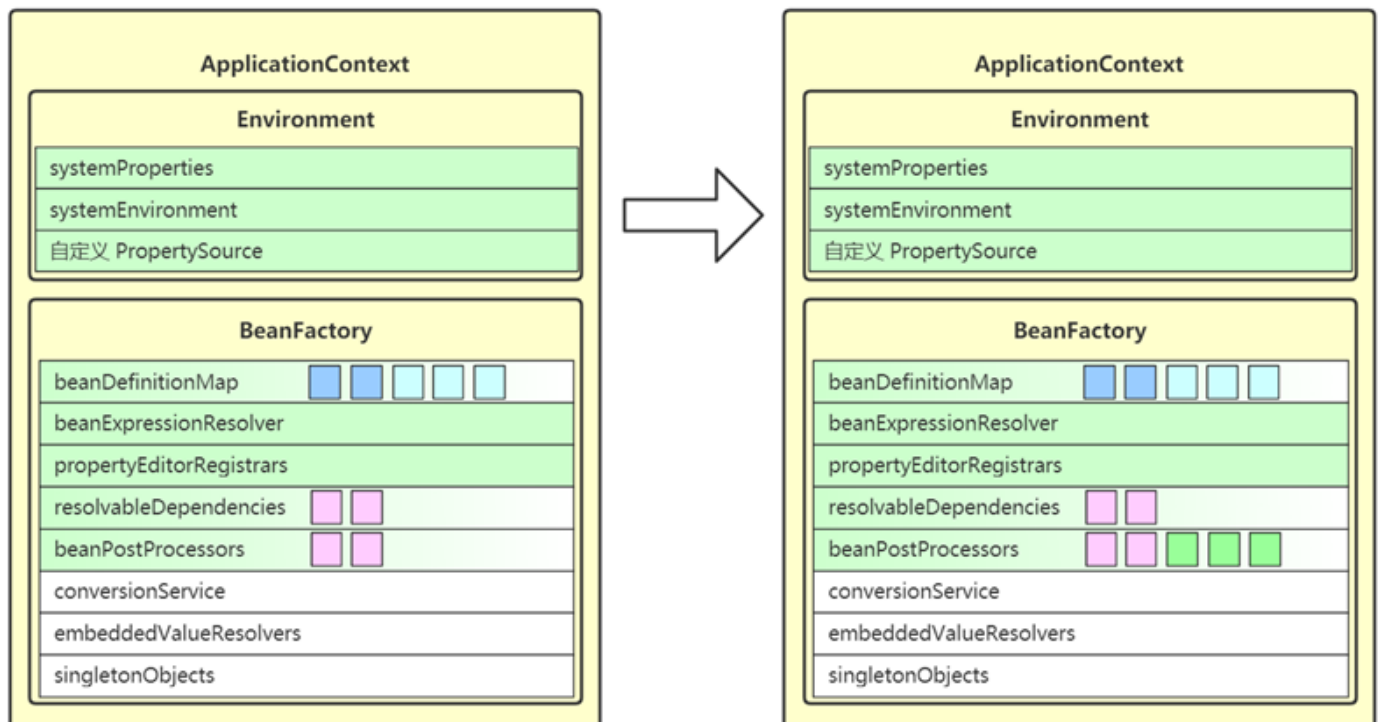 ApplicationContext
Environment
systemProperties
systemEnvironment
自定义 PropertySource
BeanFactory
beanDefinitionMap
beanExpressionResolver
propertyEditorRegistrars
resolvableDependencies
beanPostProcessors
conversionService
embeddedValueResolvers
singletonObjects
ApplicationContext
Environment
systemProperties
systemEnvironment
自定义 PropertySource
BeanFactory
beanDefinitionMap
beanExpressionResolver
propertyEditorRegistrars
resolvableDependencies
beanPostProcessors
conversionService
embeddedValueResolvers
singletonObjects